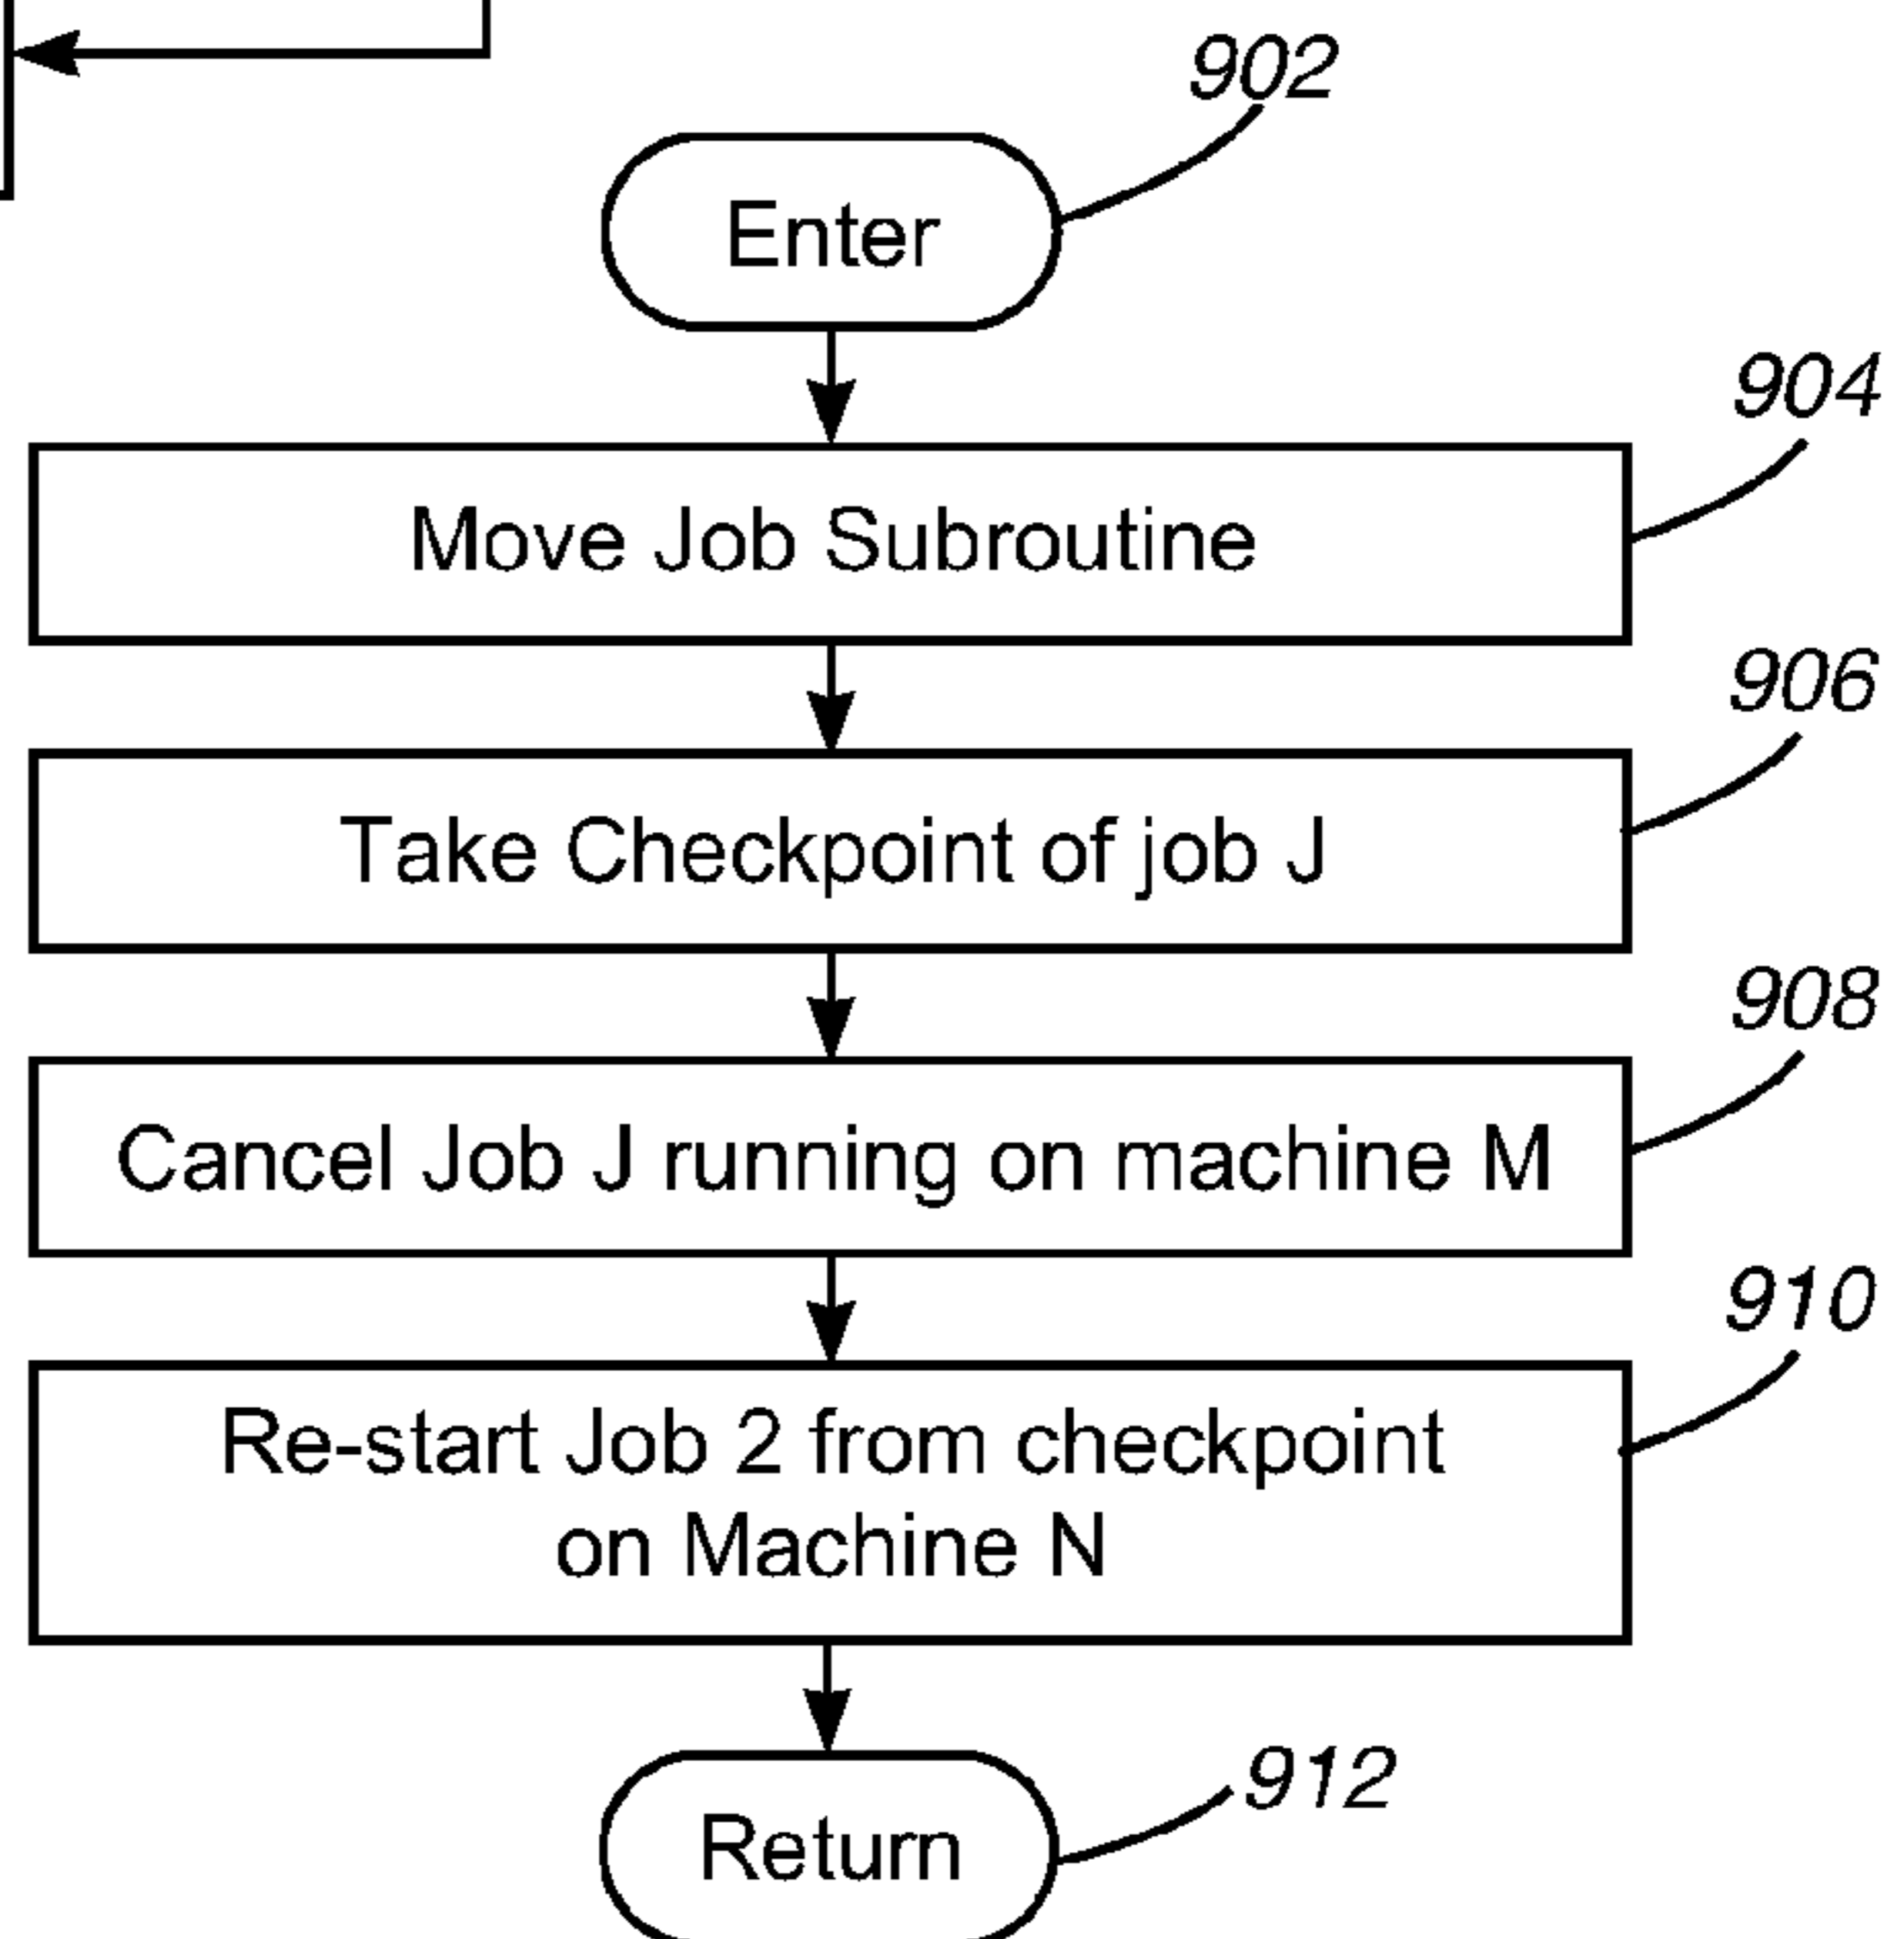 902
Enter
904
Move Job Subroutine
906
Take Checkpoint of job J
908
Cancel Job J running on machine M
910
Re-start Job 2 from checkpoint
on Machine N
912
Return